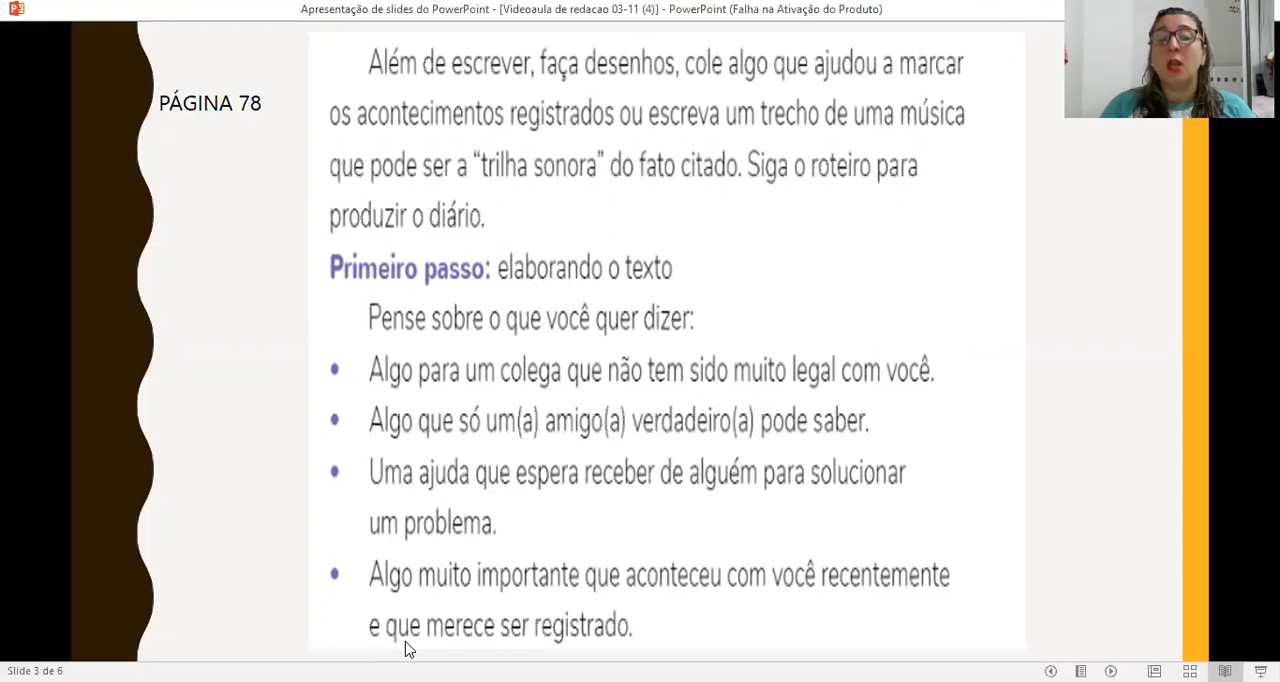 Apresentação de slides do PowerPoint - [Videoaula de redacao 03-11 (4)] - PowerPoint (Falha na Ativação do Produto)
PÁGINA 78
Além de escrever, faça desenhos, cole algo que ajudou a marcar
os acontecimentos registrados ou escreva um trecho de uma música
que pode ser a “trilha sonora” do fato citado. Siga o roteiro para
produzir o diário.
Primeiro passo: elaborando o texto
Pense sobre o que você quer dizer:
• Algo para um colega que não tem sido muito legal com você.
• Algo que só um(a) amigo(a) verdadeiro(a) pode saber.
• Uma ajuda que espera receber de alguém para solucionar
um problema.
• Algo muito importante que aconteceu com você recentemente
e que merece ser registrado.
Slide 3 de 6